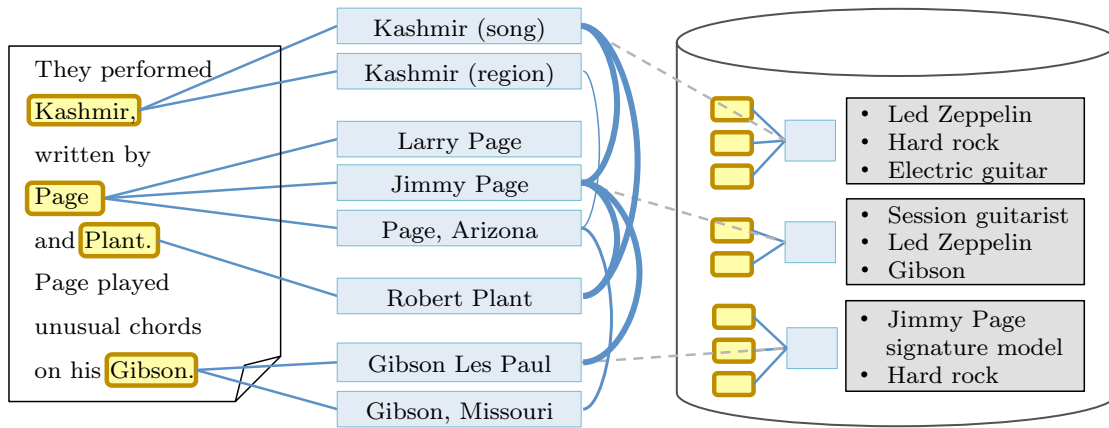 They performed
Kashmir,
written by
Page
and Plant.
Page played
unusual chords
on his Gibson.
Kashmir (song)
Kashmir (region)
Larry Page
Jimmy Page
Page, Arizona
Robert Plant
Gibson Les Paul
Gibson, Missouri
• Led Zeppelin
• Hard rock
• Electric guitar
• Session guitarist
• Led Zeppelin
• Gibson
• Jimmy Page
signature model
• Hard rock